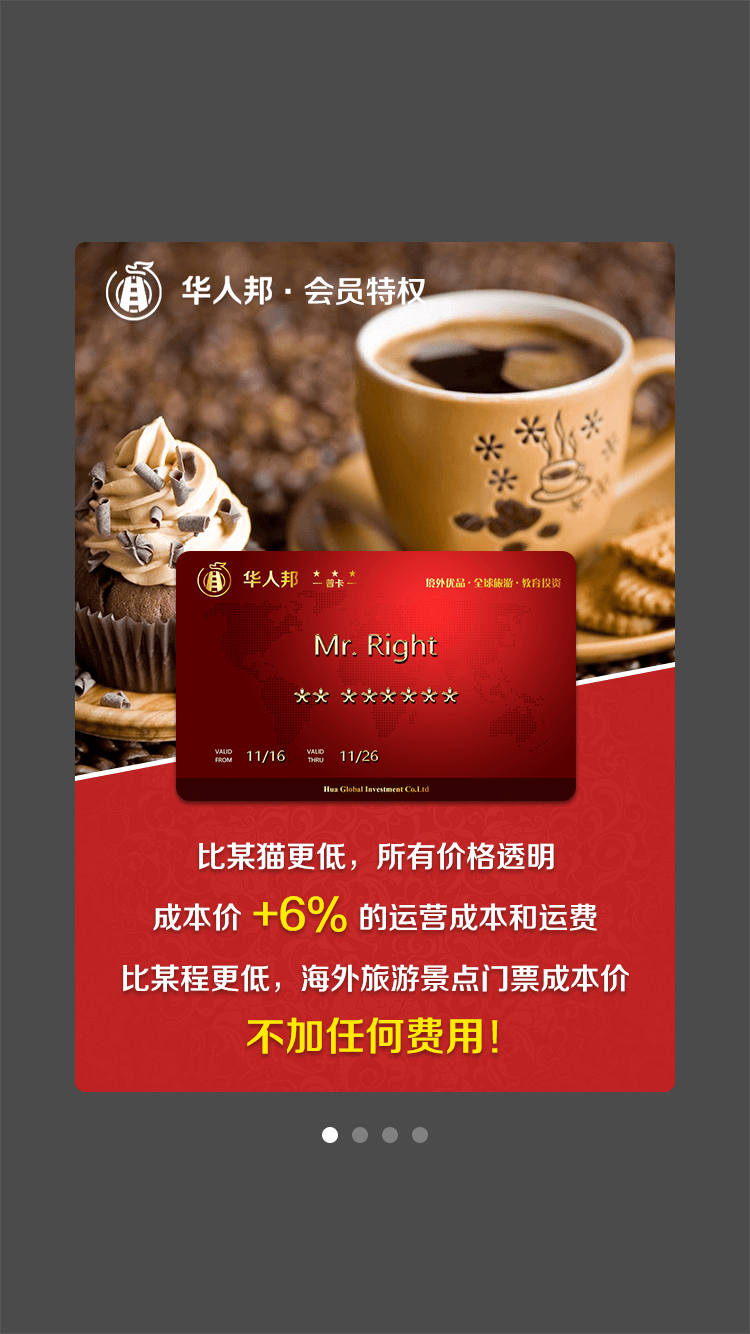 华人邦·会员特权
华人邦
普卡
境外优品·全球旅游·教育投资
Mr. Right
** ******
VALID FROM 11/16 VALID THRU 11/26
Hua Global Investment Co.Ltd
比某猫更低，所有价格透明
成本价 +6% 的运营成本和运费
比某程更低，海外旅游景点门票成本价
不加任何费用！